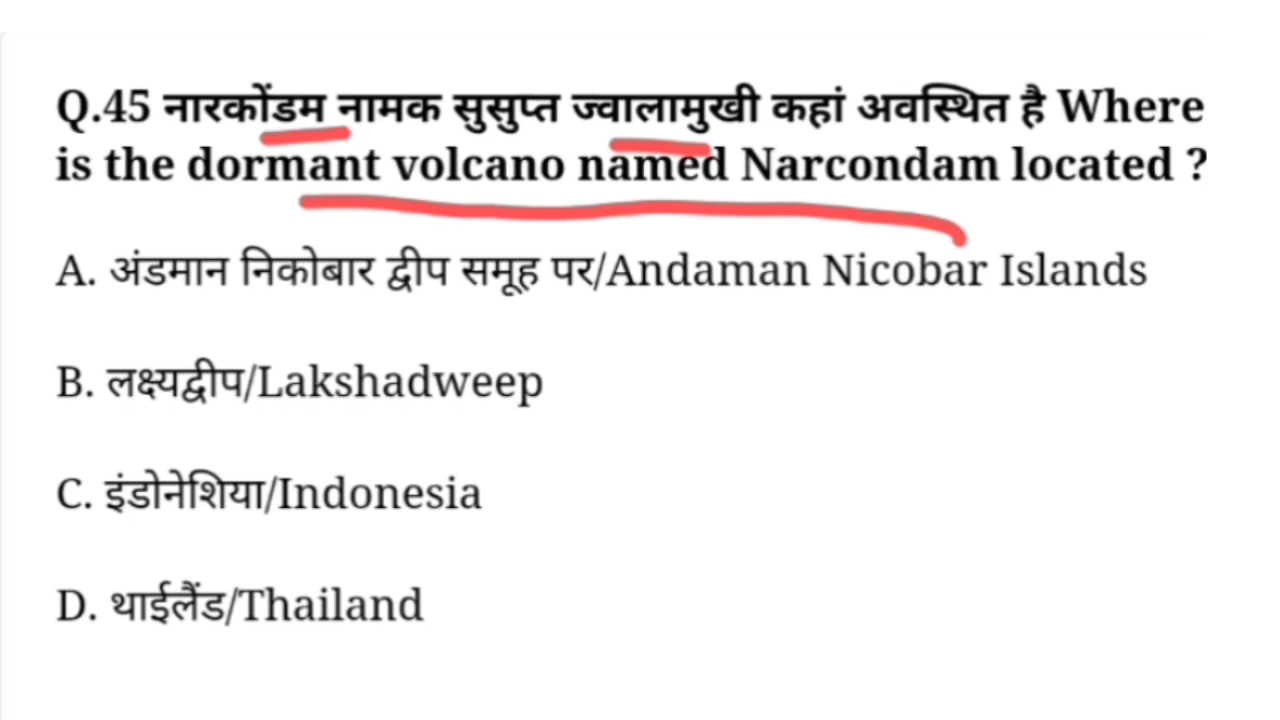 Q.45 नारकोंडम नामक सुसुप्त ज्वालामुखी कहां अवस्थित है Where
is the dormant volcano named Narcondam located ?
A. अंडमान निकोबार द्वीप समूह पर/Andaman Nicobar Islands
B. लक्ष्यद्वीप/Lakshadweep
C. इंडोनेशिया/Indonesia
D. थाईलैंड/Thailand